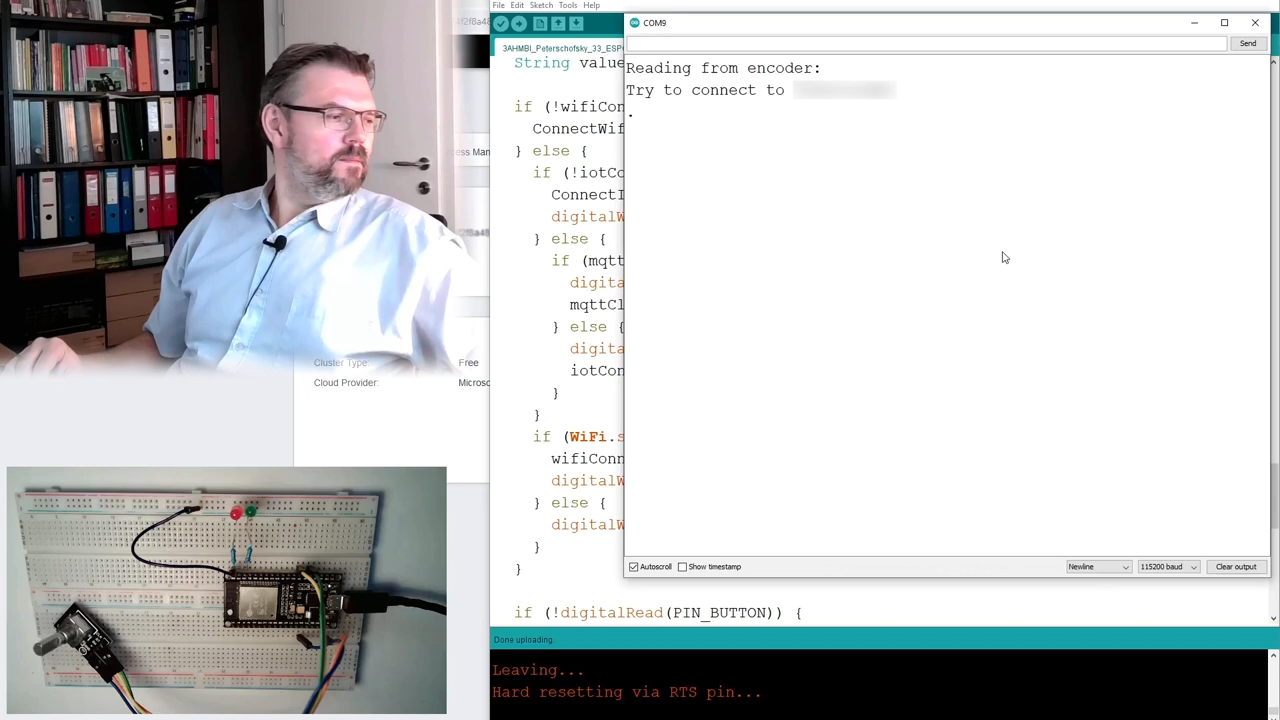 File Edit Sketch Tools Help
COM9
3AHMBI_Peterschofsky_33_ESP
Send
String value
Reading from encoder:
Try to connect to
.
if (!wifiCon
ConnectWif
} else {
if (!iotCo
ConnectI
digitalW
} else {
if (mqtt
digita
mqttCl
} else {
digita
iotCon
}
}
if (WiFi.s
wifiConn
digitalW
} else {
digitalW
}
}
if (!digitalRead(PIN_BUTTON)) {
ess Man
Cluster Type: Free
Cloud Provider: Microso
Autoscroll Show timestamp Newline 115200 baud Clear output
Done uploading.
Leaving...
Hard resetting via RTS pin...